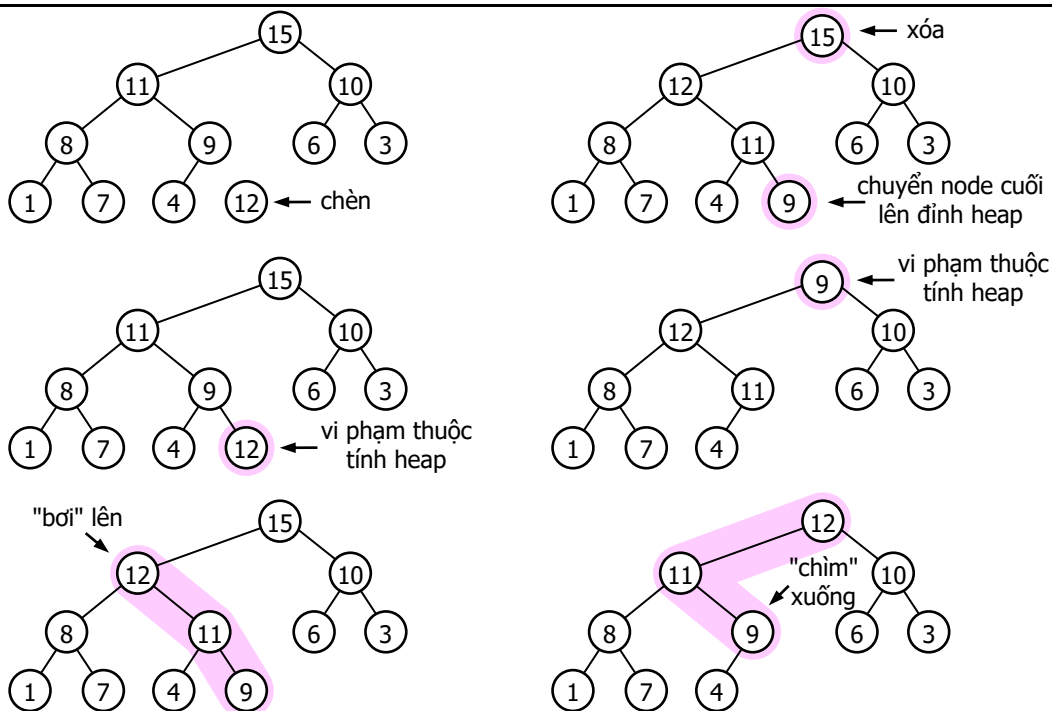 15
11 10
8 9 6 3
1 7 4 12 chèn
15 xóa
12 10
8 11 6 3
1 7 4 9 chuyển node cuối
lên đỉnh heap
15
11 10
8 9 6 3
1 7 4 12 vi phạm thuộc
tính heap
9 vi phạm thuộc
tính heap
12 10
8 11 6 3
1 7 4
"bơi" lên
15
12 10
8 11 6 3
1 7 4 9
12
11 10
"chìm"
xuống
8 9 6 3
1 7 4